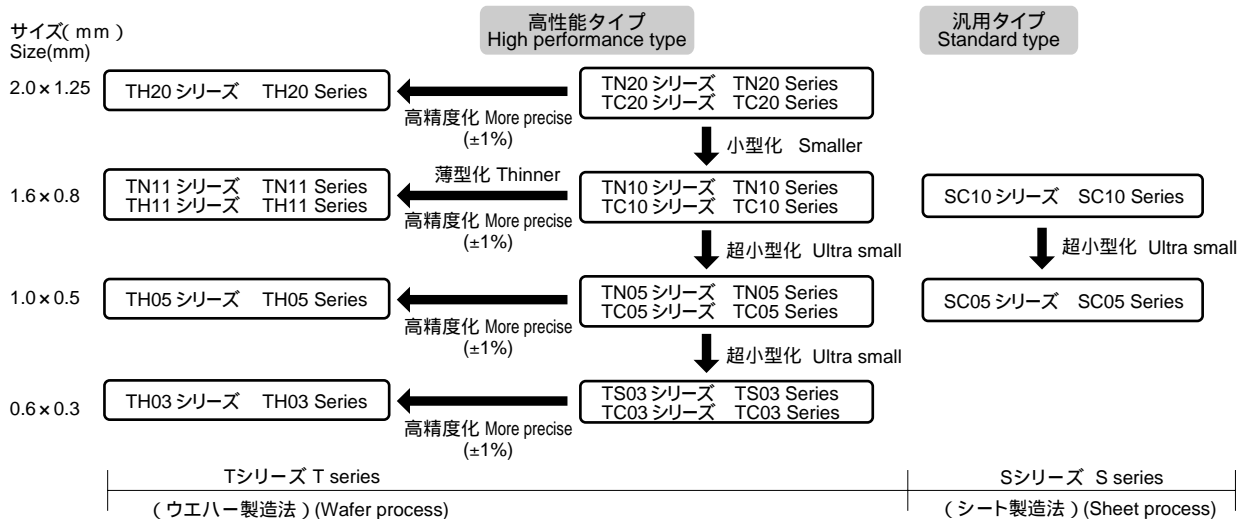 サイズ( mm )
Size(mm)
高性能タイプ
High performance type
汎用タイプ
Standard type
2.0×1.25
TH20シリーズ TH20 Series
高精度化 More precise
(±1%)
TN20シリーズ TN20 Series
TC20シリーズ TC20 Series
小型化 Smaller
1.6×0.8
TN11シリーズ TN11 Series
TH11シリーズ TH11 Series
薄型化 Thinner
高精度化 More precise
(±1%)
TN10シリーズ TN10 Series
TC10シリーズ TC10 Series
SC10シリーズ SC10 Series
超小型化 Ultra small
超小型化 Ultra small
1.0×0.5
TH05シリーズ TH05 Series
高精度化 More precise
(±1%)
TN05シリーズ TN05 Series
TC05シリーズ TC05 Series
SC05シリーズ SC05 Series
超小型化 Ultra small
0.6×0.3
TH03シリーズ TH03 Series
高精度化 More precise
(±1%)
TS03シリーズ TS03 Series
TC03シリーズ TC03 Series
Tシリーズ T series
Sシリーズ S series
(ウエハー製造法)(Wafer process)
(シート製造法)(Sheet process)